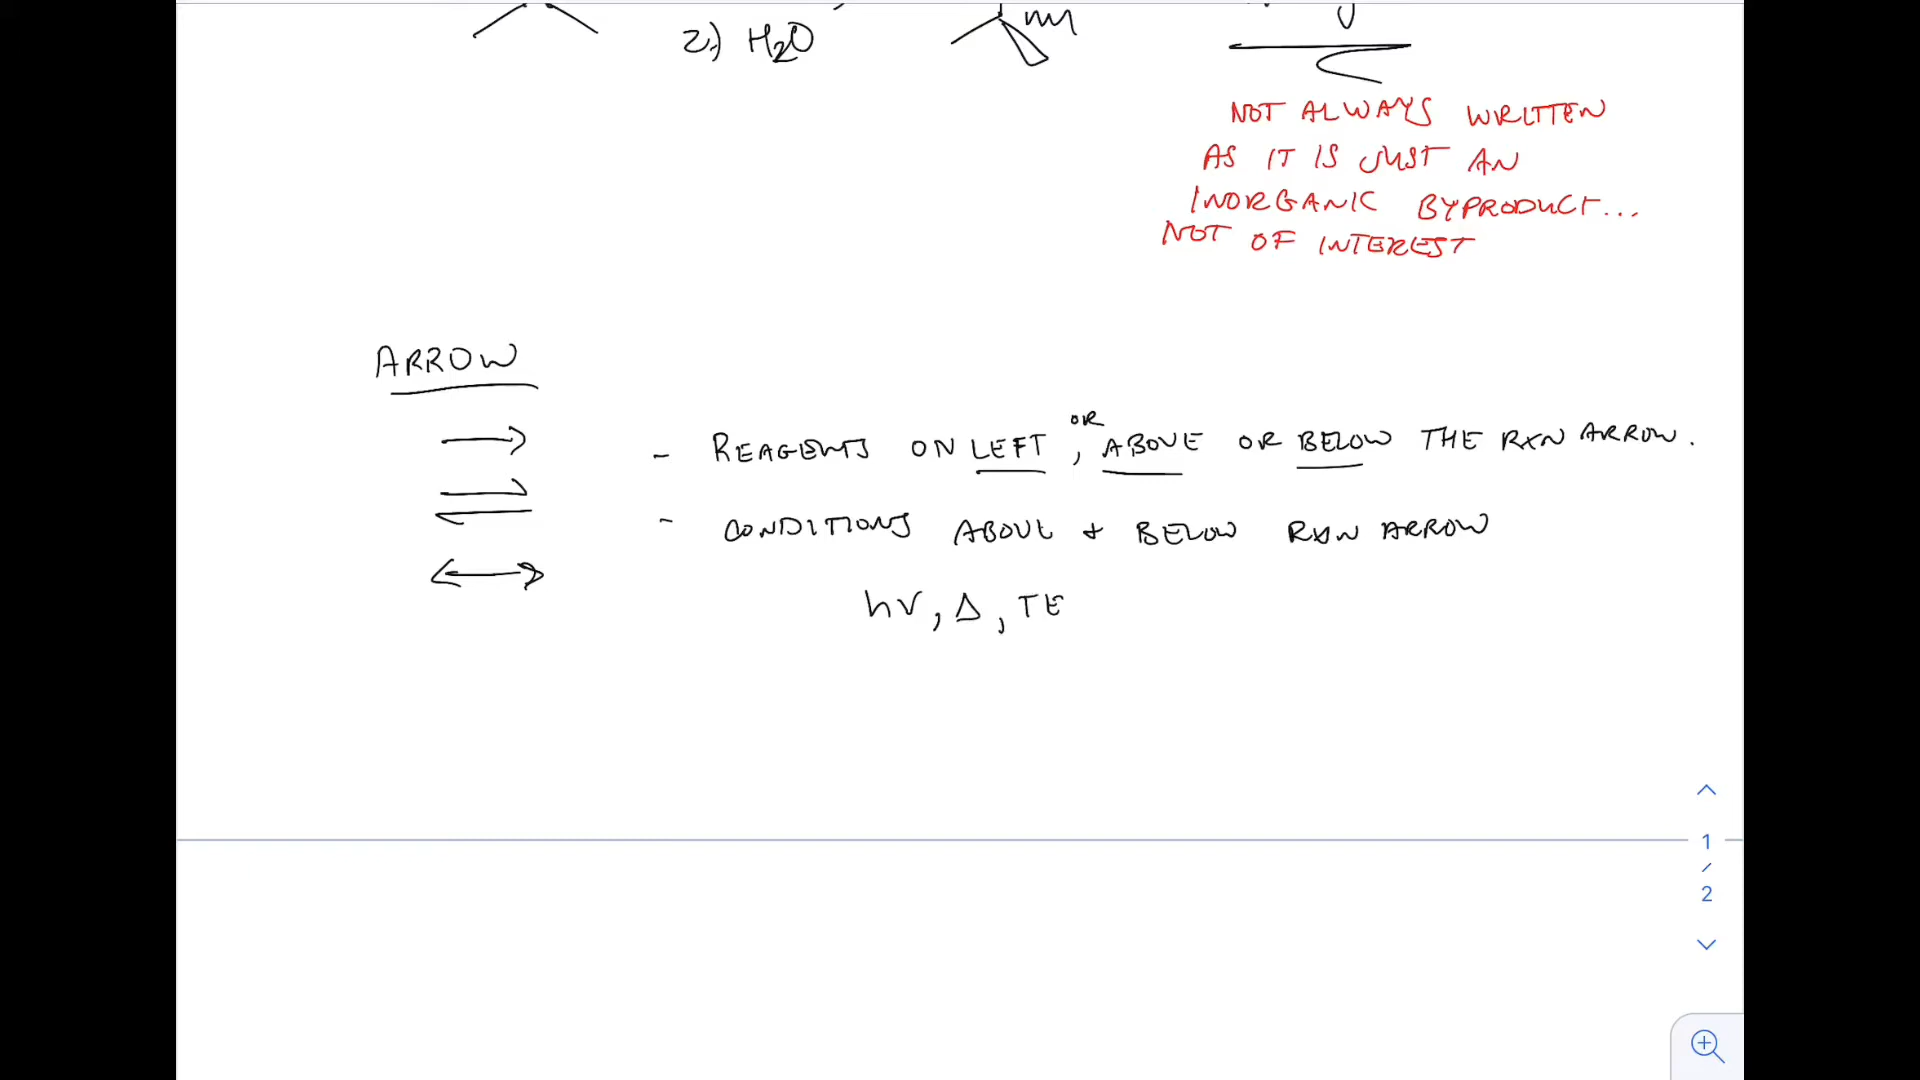 2.) H2O
NOT ALWAYS WRITTEN
AS IT IS JUST AN
INORGANIC BYPRODUCT...
NOT OF INTEREST
ARROW
- REAGENTS ON LEFT, OR ABOVE OR BELOW THE RXN ARROW.
- CONDITIONS ABOVE + BELOW RXN ARROW
hv, Δ, TE
1
/
2